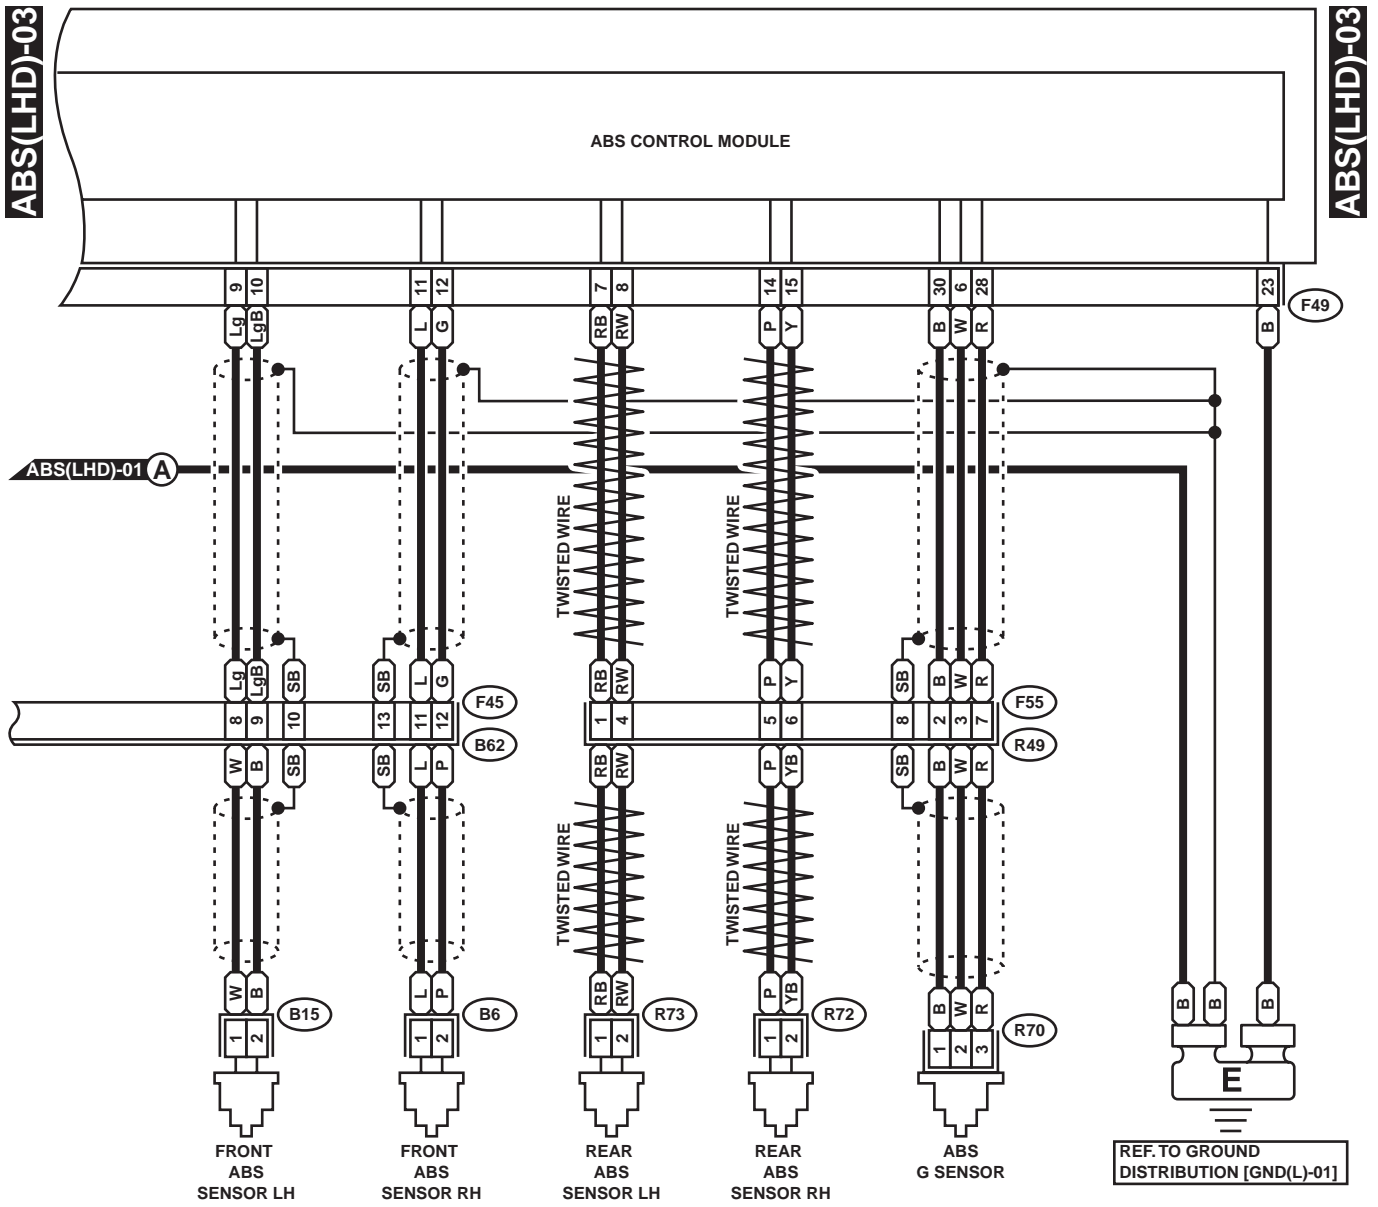 ABS(LHD)-03
ABS(LHD)-03
ABS CONTROL MODULE
9 10 11 12 7 8 14 15 30 6 28 23
F49
Lg LgB L G RB RW P Y B W R B
ABS(LHD)-01 A
TWISTED WIRE
TWISTED WIRE
Lg LgB SB SB L G RB RW P Y SB B W R
F45
F55
8 9 10 13 11 12 1 4 5 6 8 2 3 7
B62
R49
W B SB SB L P RB RW P YB SB B W R
TWISTED WIRE
TWISTED WIRE
W B L P RB RW P YB B W R B B B
B15
B6
R73
R72
R70
1 2 1 2 1 2 1 2 1 2 3
E
FRONT
ABS
SENSOR LH
FRONT
ABS
SENSOR RH
REAR
ABS
SENSOR LH
REAR
ABS
SENSOR RH
ABS
G SENSOR
REF. TO GROUND
DISTRIBUTION [GND(L)-01]